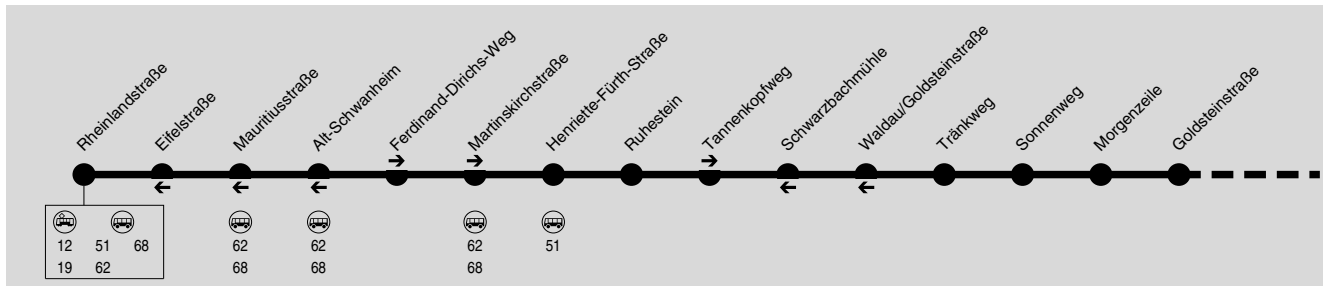 Rheinlandstraße
Eifelstraße
Mauritiusstraße
Alt-Schwanheim
Ferdinand-Dirichs-Weg
Martinskirchstraße
Henriette-Fürth-Straße
Ruhestein
Tannenkopfweg
Schwarzbachmühle
Waldau/Goldsteinstraße
Tränkweg
Sonnenweg
Morgenzeile
Goldsteinstraße
12 51 68 62 62 62 51
19 62 68 68 68